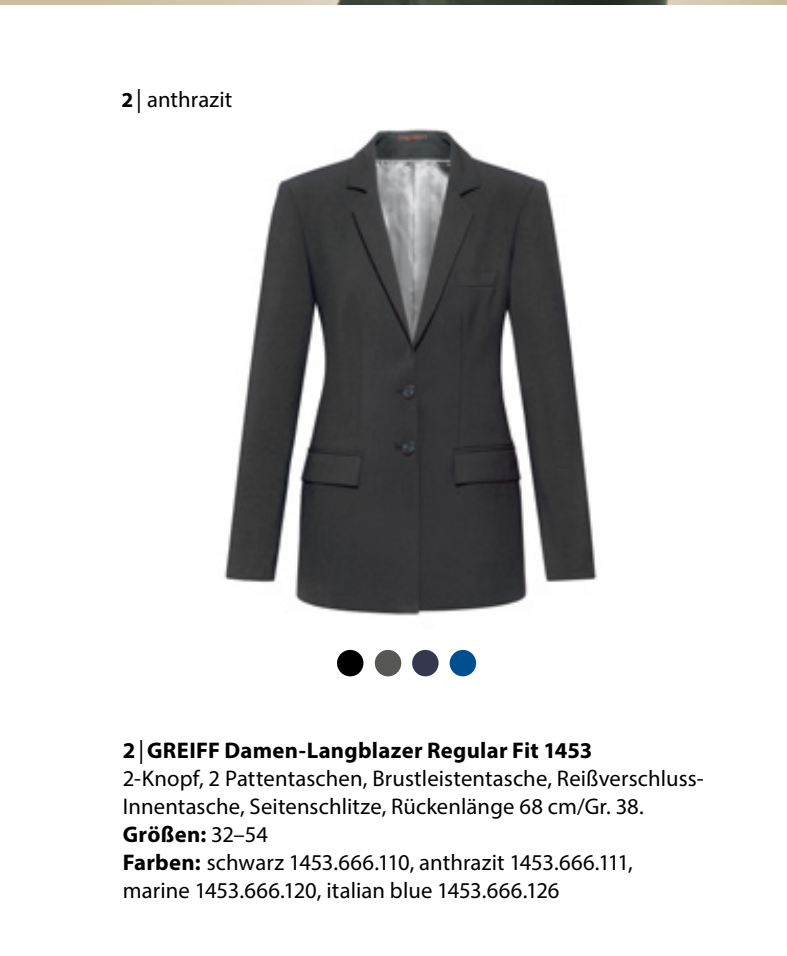 2| anthrazit
2|GREIFF Damen-Langblazer Regular Fit 1453
2-Knopf, 2 Pattentaschen, Brustleistentasche, Reißverschluss-
Innentasche, Seitenschlitze, Rückenlänge 68 cm/Gr. 38.
Größen: 32–54
Farben: schwarz 1453.666.110, anthrazit 1453.666.111,
marine 1453.666.120, italian blue 1453.666.126